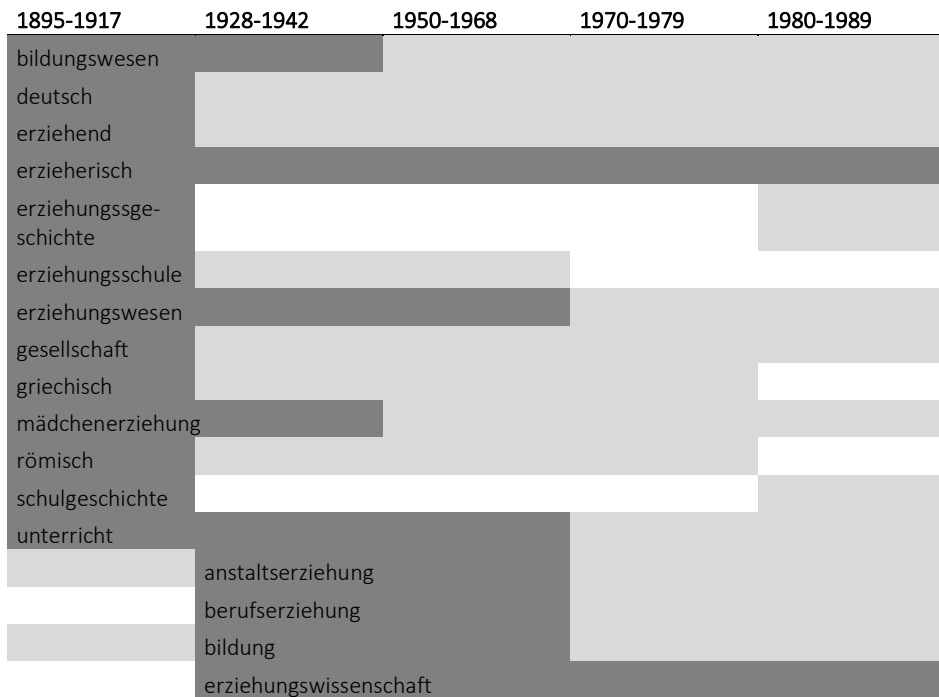 1895-1917 1928-1942 1950-1968 1970-1979 1980-1989
bildungswesen
deutsch
erziehend
erzieherisch
erziehungssge-
schichte
erziehungsschule
erziehungswesen
gesellschaft
griechisch
mädchenerziehung
römisch
schulgeschichte
unterricht
anstaltserziehung
berufserziehung
bildung
erziehungswissenschaft